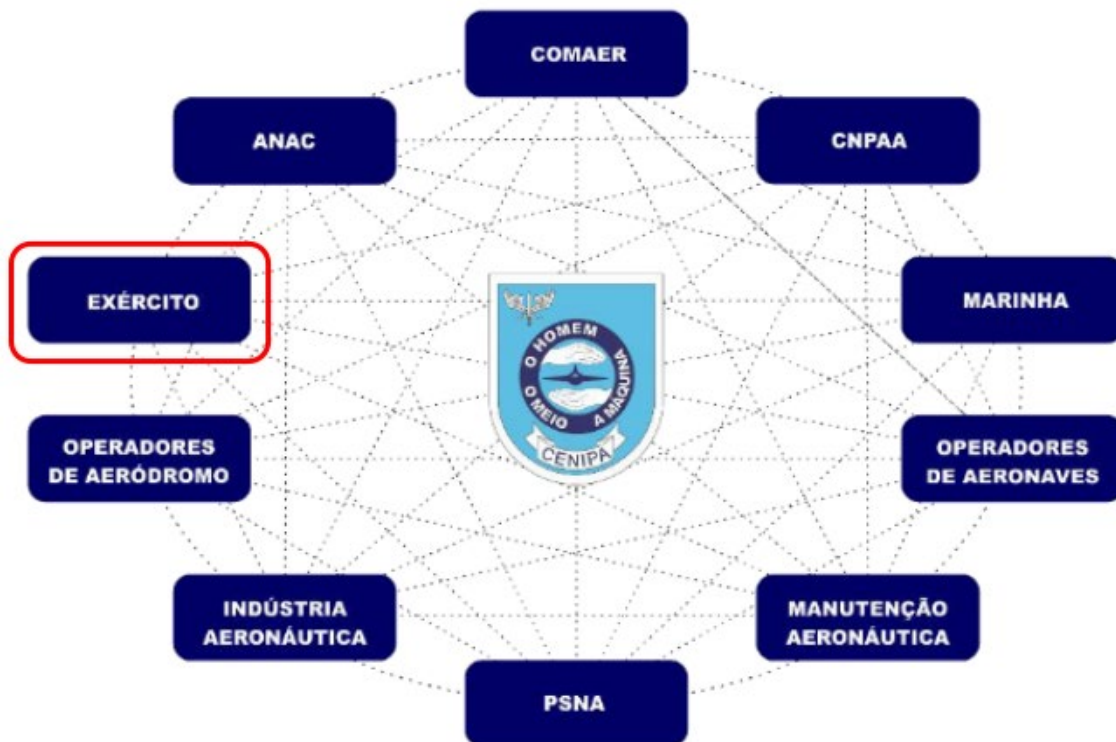 COMAER
ANAC
CNPAA
EXÉRCITO
MARINHA
O HOMEM
O MEIO
A MÁQUINA
CENIPA
OPERADORES
DE AERÓDROMO
OPERADORES
DE AERONAVES
INDÚSTRIA
AERONÁUTICA
MANUTENÇÃO
AERONÁUTICA
PSNA